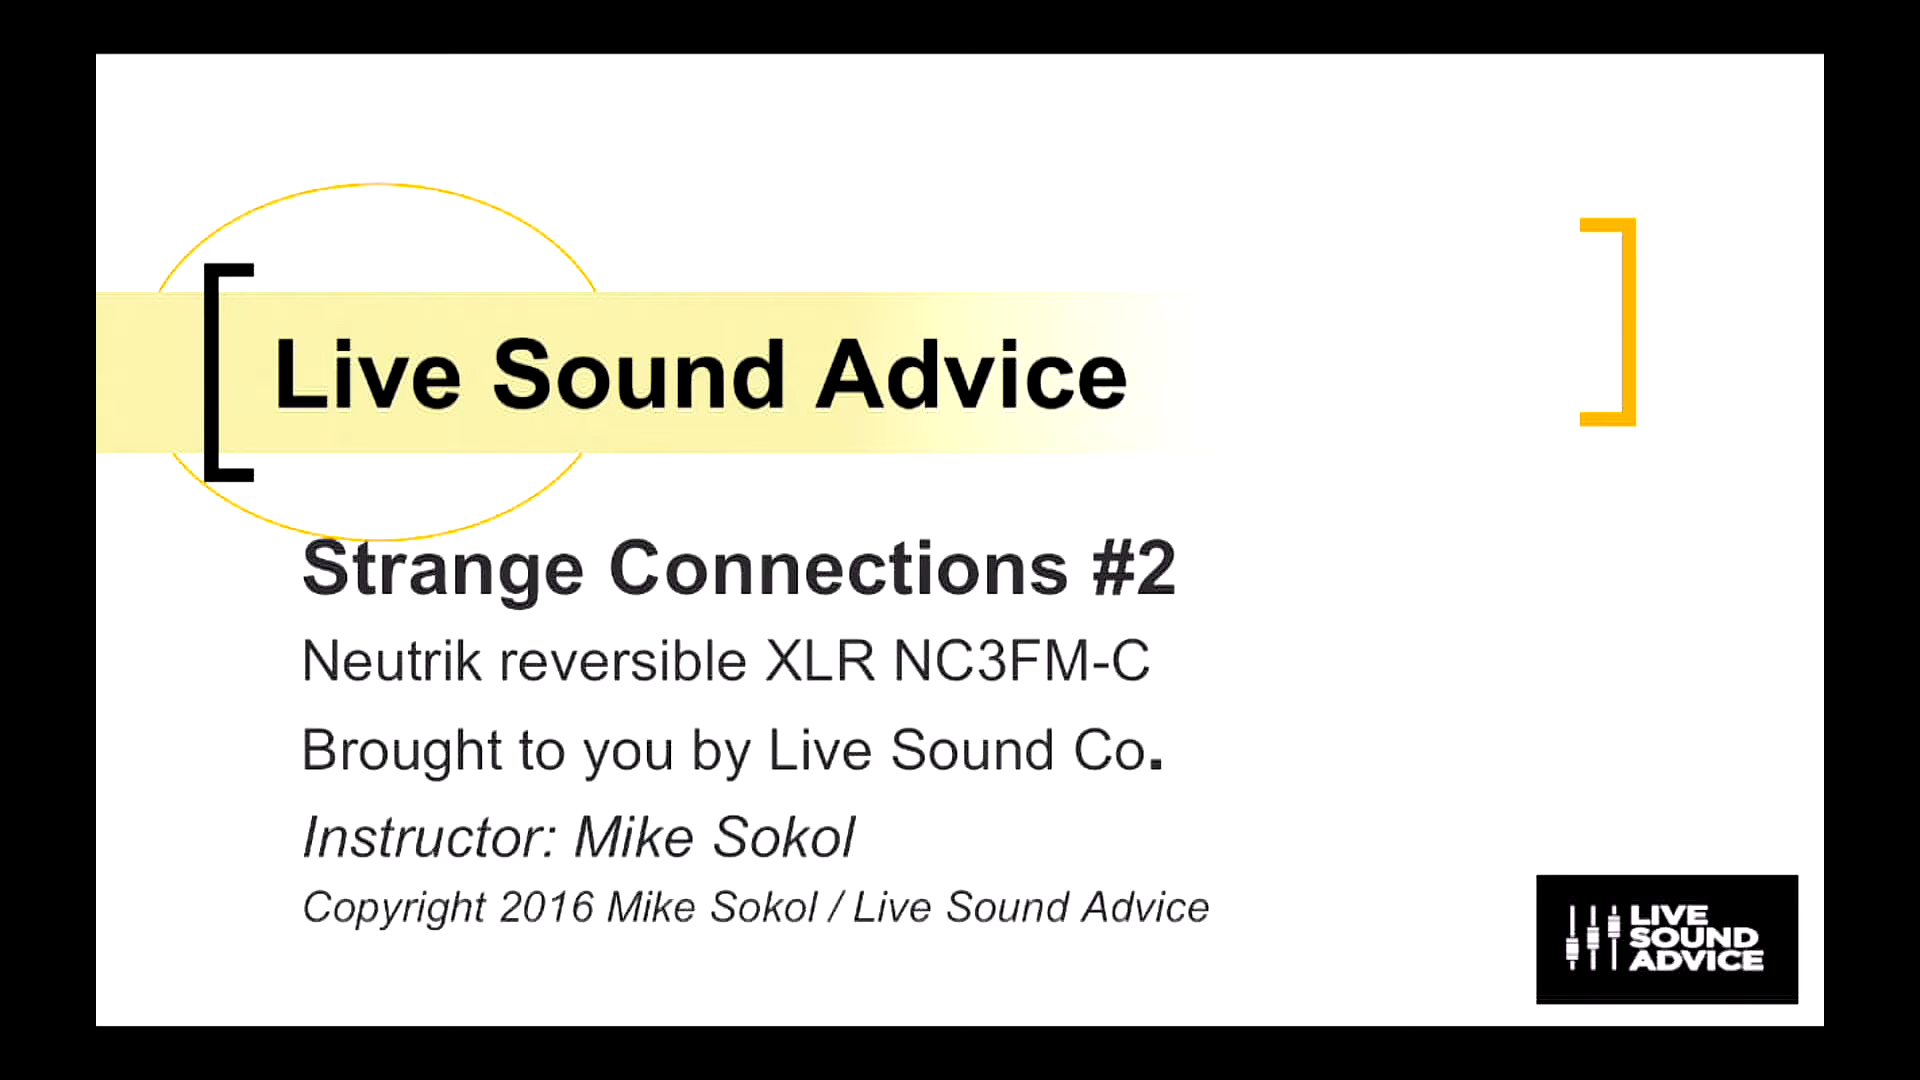 Live Sound Advice
Strange Connections #2
Neutrik reversible XLR NC3FM-C
Brought to you by Live Sound Co.
Instructor: Mike Sokol
Copyright 2016 Mike Sokol / Live Sound Advice
LIVE
SOUND
ADVICE